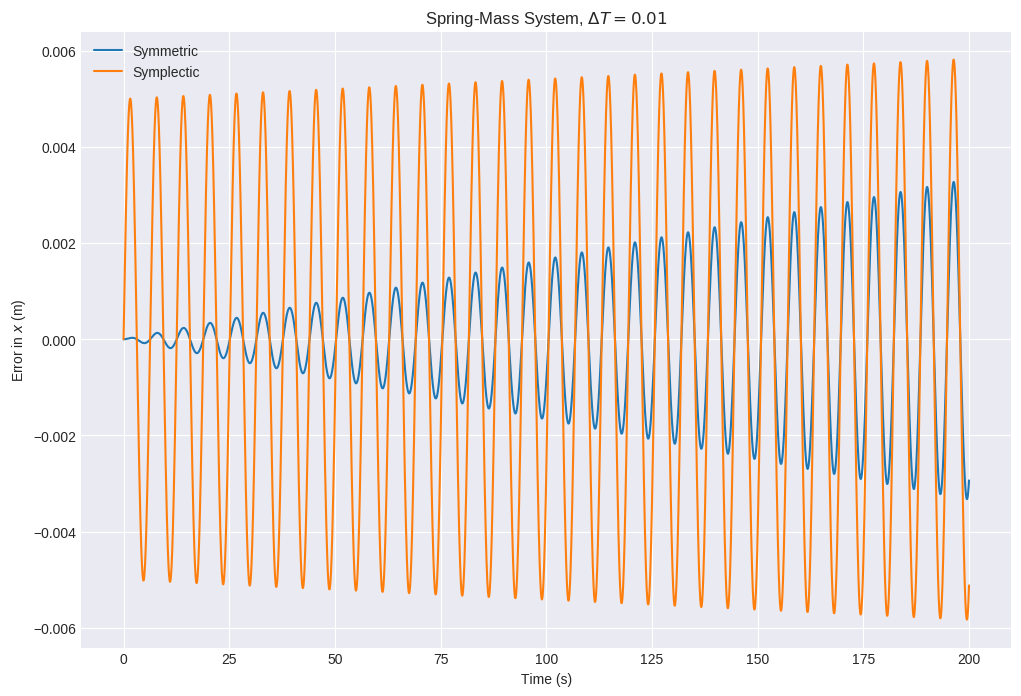 Spring-Mass System, ΔT = 0.01
Symmetric
Symplectic
Error in x (m)
0.006
0.004
0.002
0.000
−0.002
−0.004
−0.006
0 25 50 75 100 125 150 175 200
Time (s)